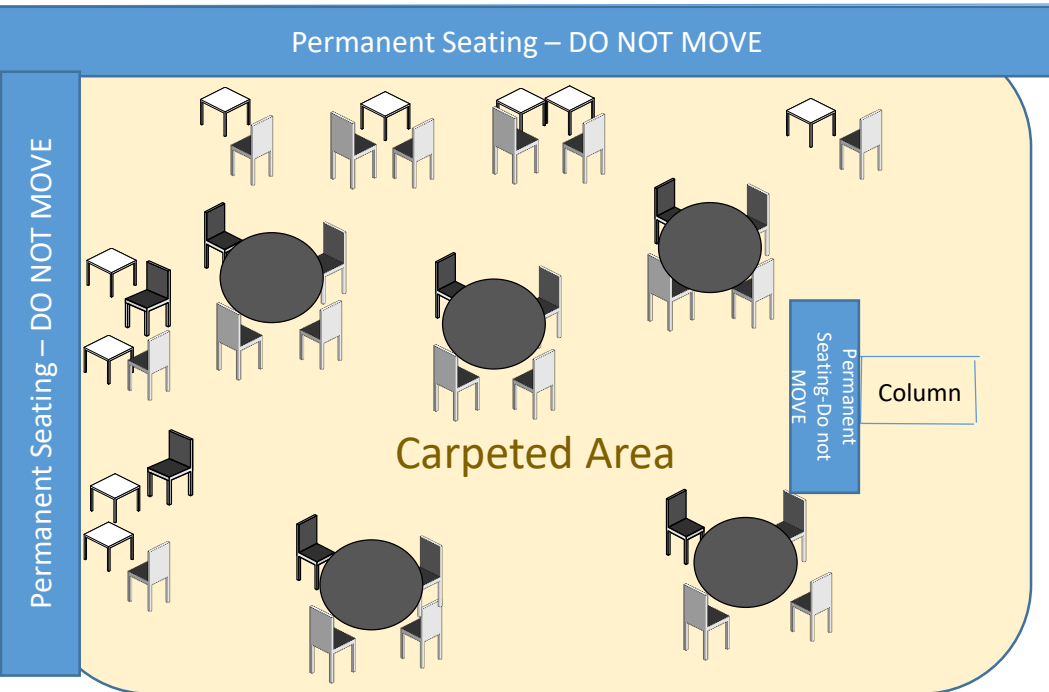 Permanent Seating – DO NOT MOVE
Permanent Seating – DO NOT MOVE
Permanent
Seating-Do not
MOVE
Column
Carpeted Area